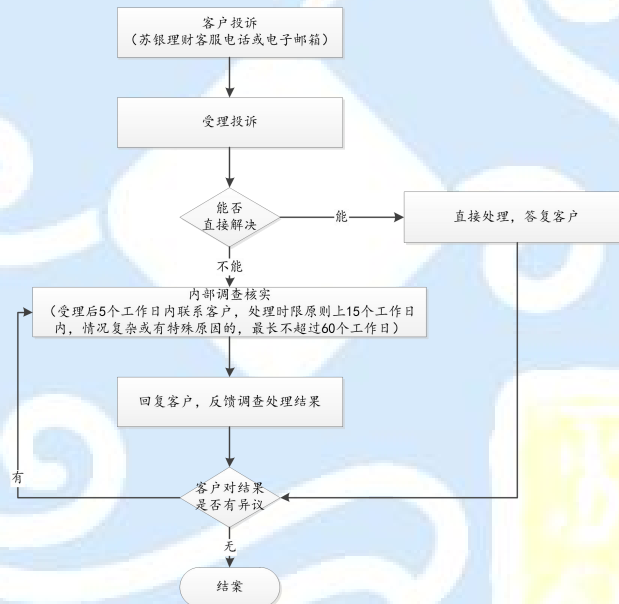 客户投诉
（苏银理财客服电话或电子邮箱）
受理投诉
能否
直接解决
能
直接处理，答复客户
不能
内部调查核实
（受理后5个工作日内联系客户，处理时限原则上15个工作日
内，情况复杂或有特殊原因的，最长不超过60个工作日）
回复客户，反馈调查处理结果
有
客户对结果
是否有异议
无
结案